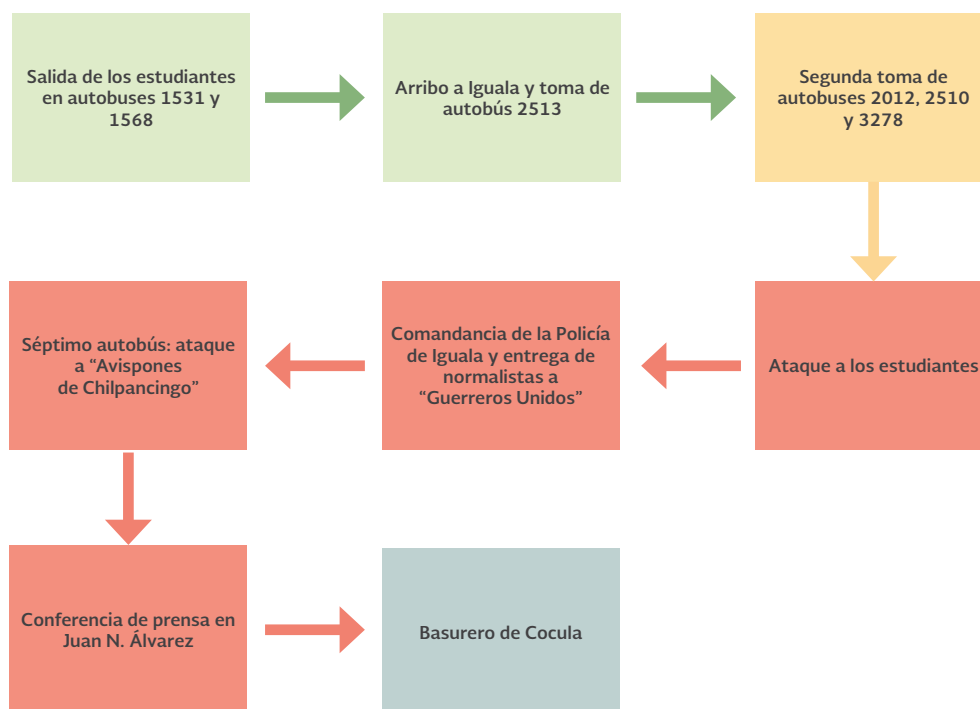 Salida de los estudiantes
en autobuses 1531 y
1568
Arribo a Iguala y toma de
autobús 2513
Segunda toma de
autobuses 2012, 2510
y 3278
Ataque a los estudiantes
Comandancia de la Policía
de Iguala y entrega de
normalistas a
“Guerreros Unidos”
Séptimo autobús: ataque
a “Avispones
de Chilpancingo”
Conferencia de prensa en
Juan N. Álvarez
Basurero de Cocula